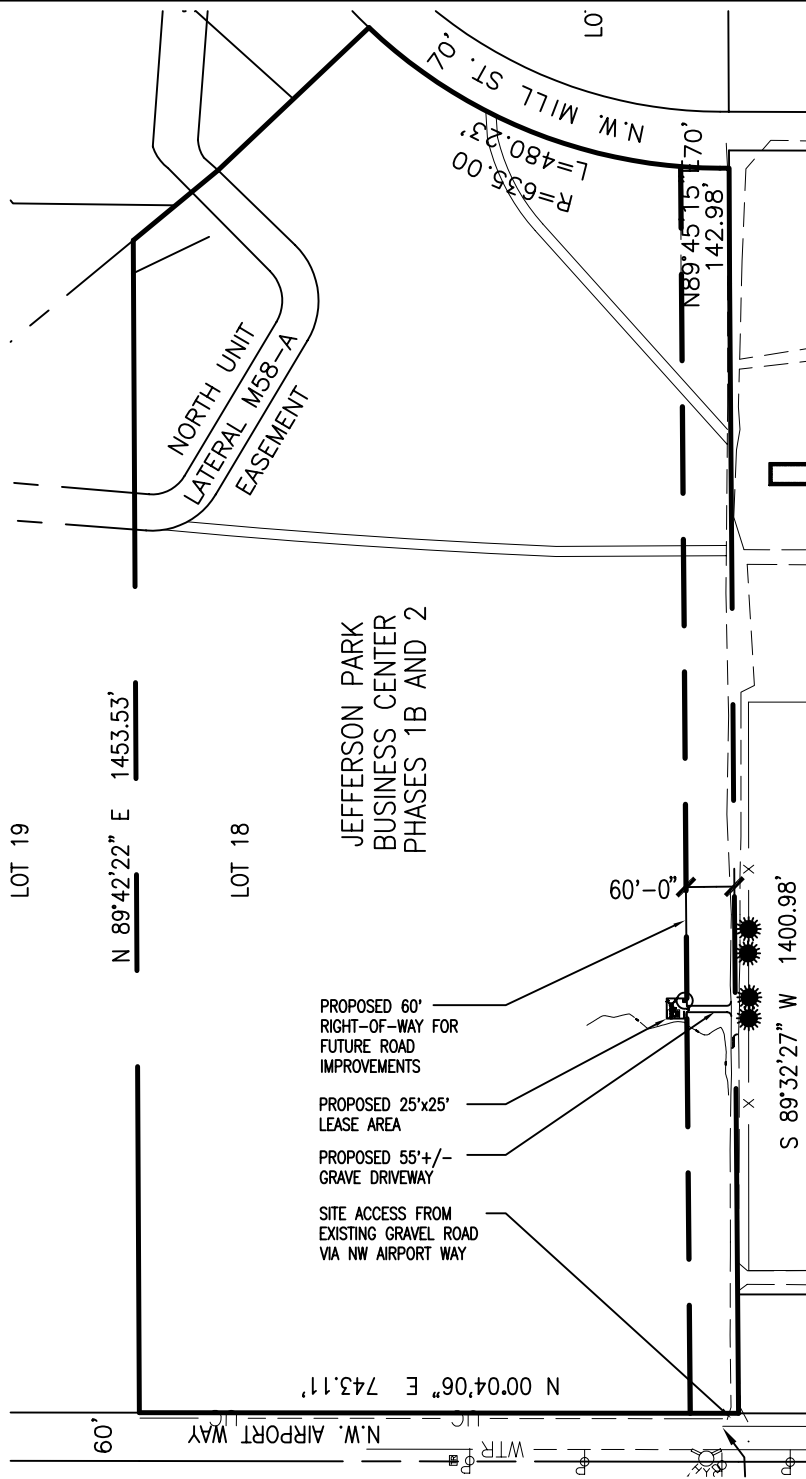 LOT 19
N 89°42'22" E 1453.53'
LOT 18
NORTH UNIT
LATERAL M58-A
EASEMENT
N.W. MILL ST.
70'
R=635.00
L=480.23'
LO
N89°45'15"E
142.98'
70'
JEFFERSON PARK
BUSINESS CENTER
PHASES 1B AND 2
60'-0"
PROPOSED 60'
RIGHT-OF-WAY FOR
FUTURE ROAD
IMPROVEMENTS
PROPOSED 25'x25'
LEASE AREA
PROPOSED 55'+/-
GRAVE DRIVEWAY
SITE ACCESS FROM
EXISTING GRAVEL ROAD
VIA NW AIRPORT WAY
X
X
S 89°32'27" W 1400.98'
N 00°04'06" E 743.11'
60'
N.W. AIRPORT WAY
WTR